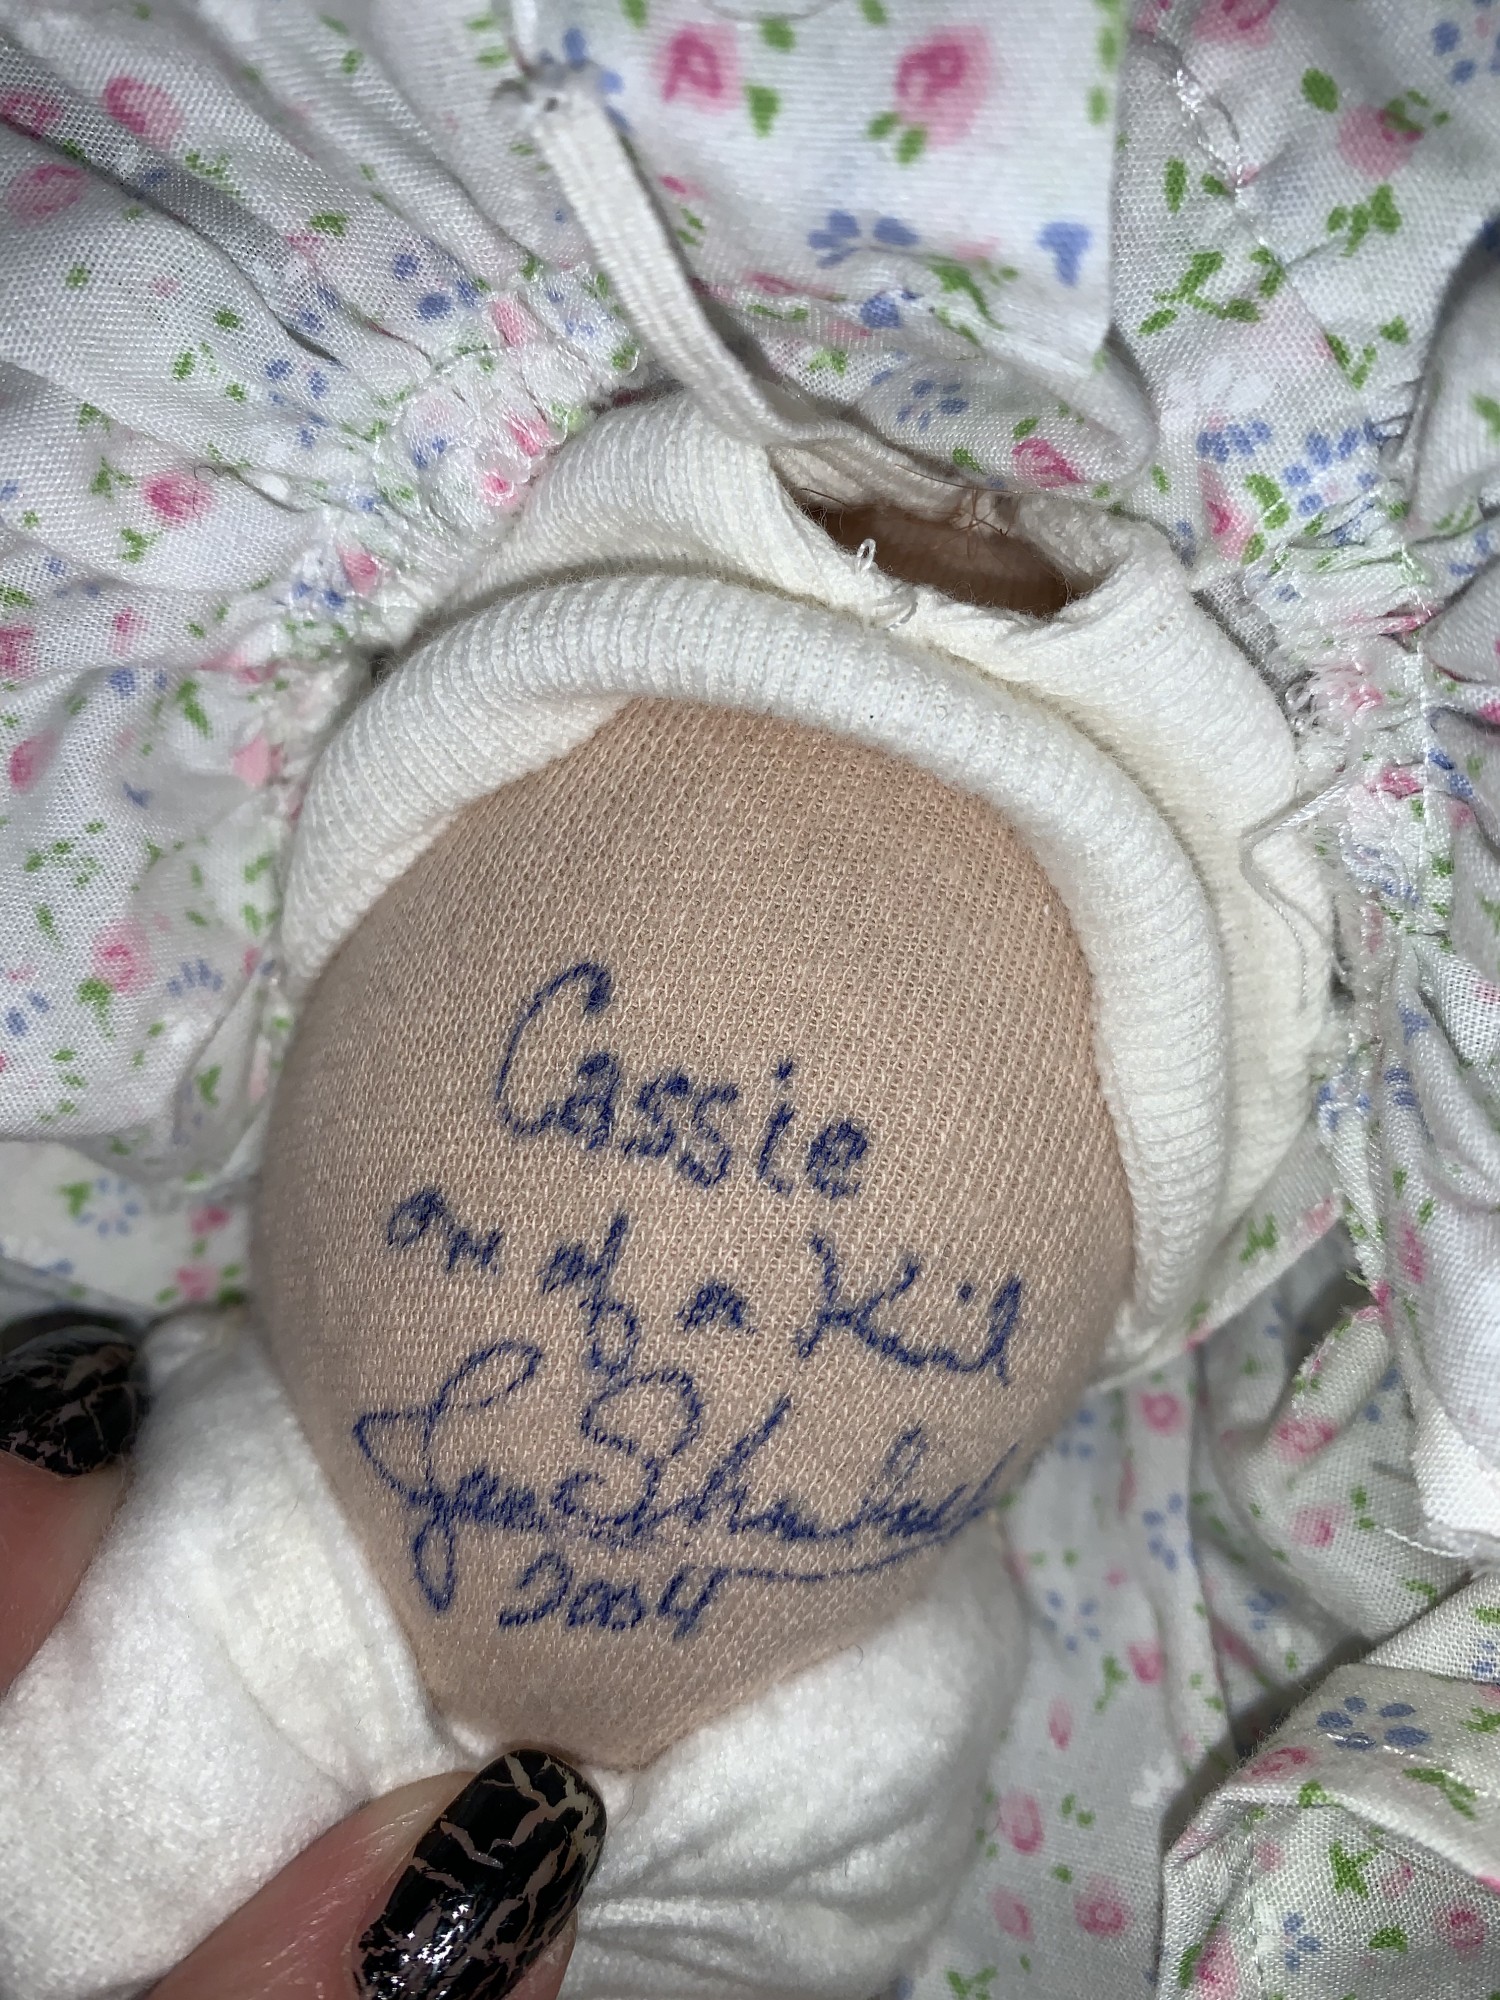 Cassie
one of a Kind
2004